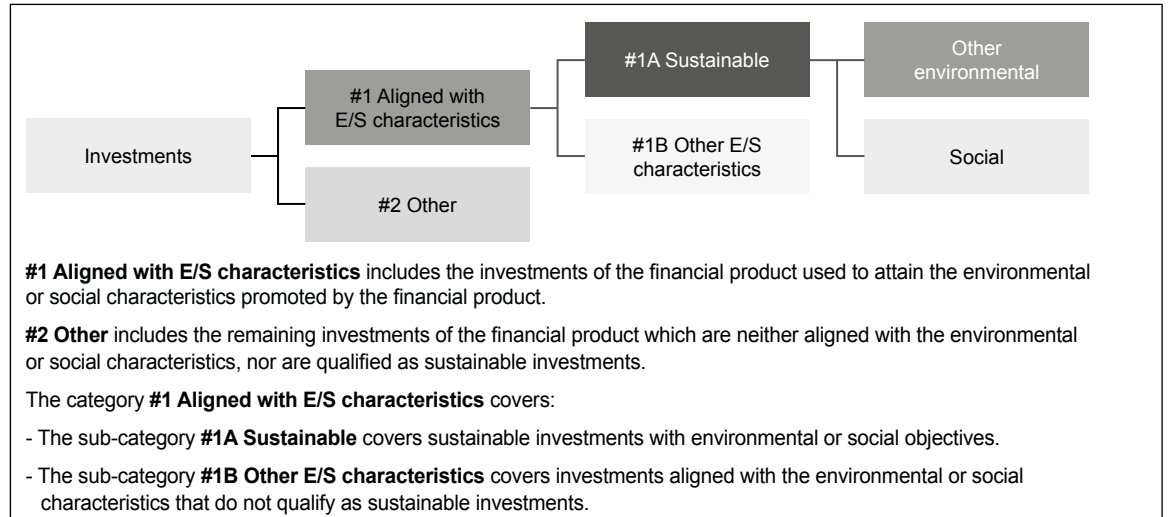 #1A Sustainable
Other
environmental
#1 Aligned with
E/S characteristics
Investments
#1B Other E/S
characteristics
Social
#2 Other
#1 Aligned with E/S characteristics includes the investments of the financial product used to attain the environmental
or social characteristics promoted by the financial product.
#2 Other includes the remaining investments of the financial product which are neither aligned with the environmental
or social characteristics, nor are qualified as sustainable investments.
The category #1 Aligned with E/S characteristics covers:
- The sub-category #1A Sustainable covers sustainable investments with environmental or social objectives.
- The sub-category #1B Other E/S characteristics covers investments aligned with the environmental or social
characteristics that do not qualify as sustainable investments.